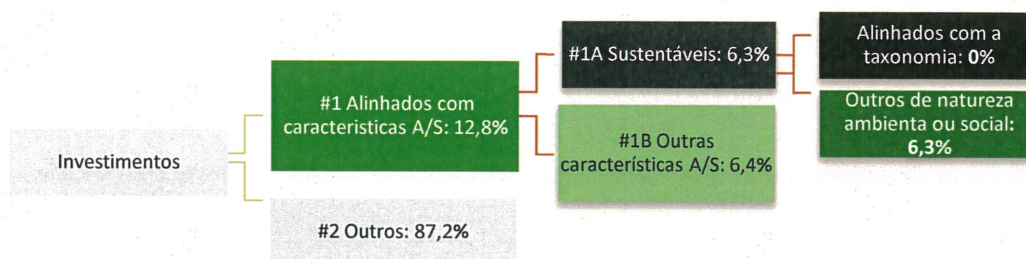 Investimentos
#1 Alinhados com
caracteristicas A/S: 12,8%
#2 Outros: 87,2%
#1A Sustentáveis: 6,3%
#1B Outras
característícas A/S: 6,4%
Alinhados com a
taxonomia: 0%
Outros de natureza
ambienta ou social:
6,3%